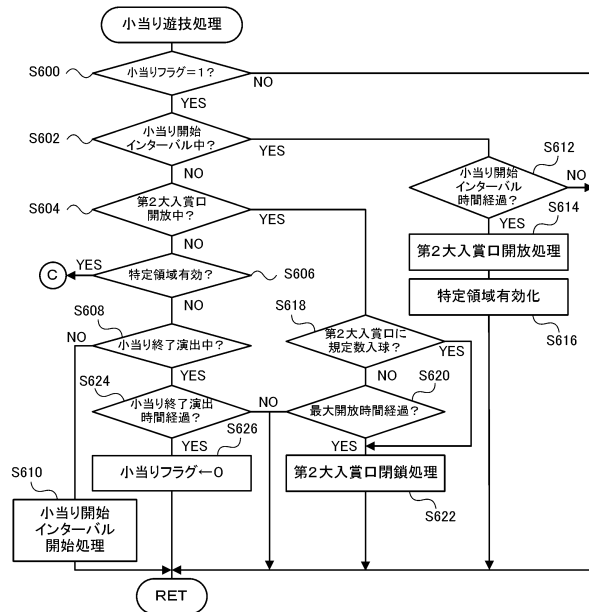 小当り遊技処理
S600
小当りフラグ＝1？
NO
YES
S602
小当り開始
インターバル中？
YES
NO
S612
小当り開始
インターバル
時間経過？
NO
YES
S604
第2大入賞口
開放中？
YES
NO
S614
第2大入賞口開放処理
C
YES
特定領域有効？
S606
NO
特定領域有効化
S616
S608
小当り終了演出中？
NO
YES
S618
第2大入賞口に
規定数入球？
YES
NO
S624
小当り終了演出
時間経過？
NO
YES
S620
最大開放時間経過？
YES
S626
小当りフラグ←0
第2大入賞口閉鎖処理
S622
S610
小当り開始
インターバル
開始処理
RET